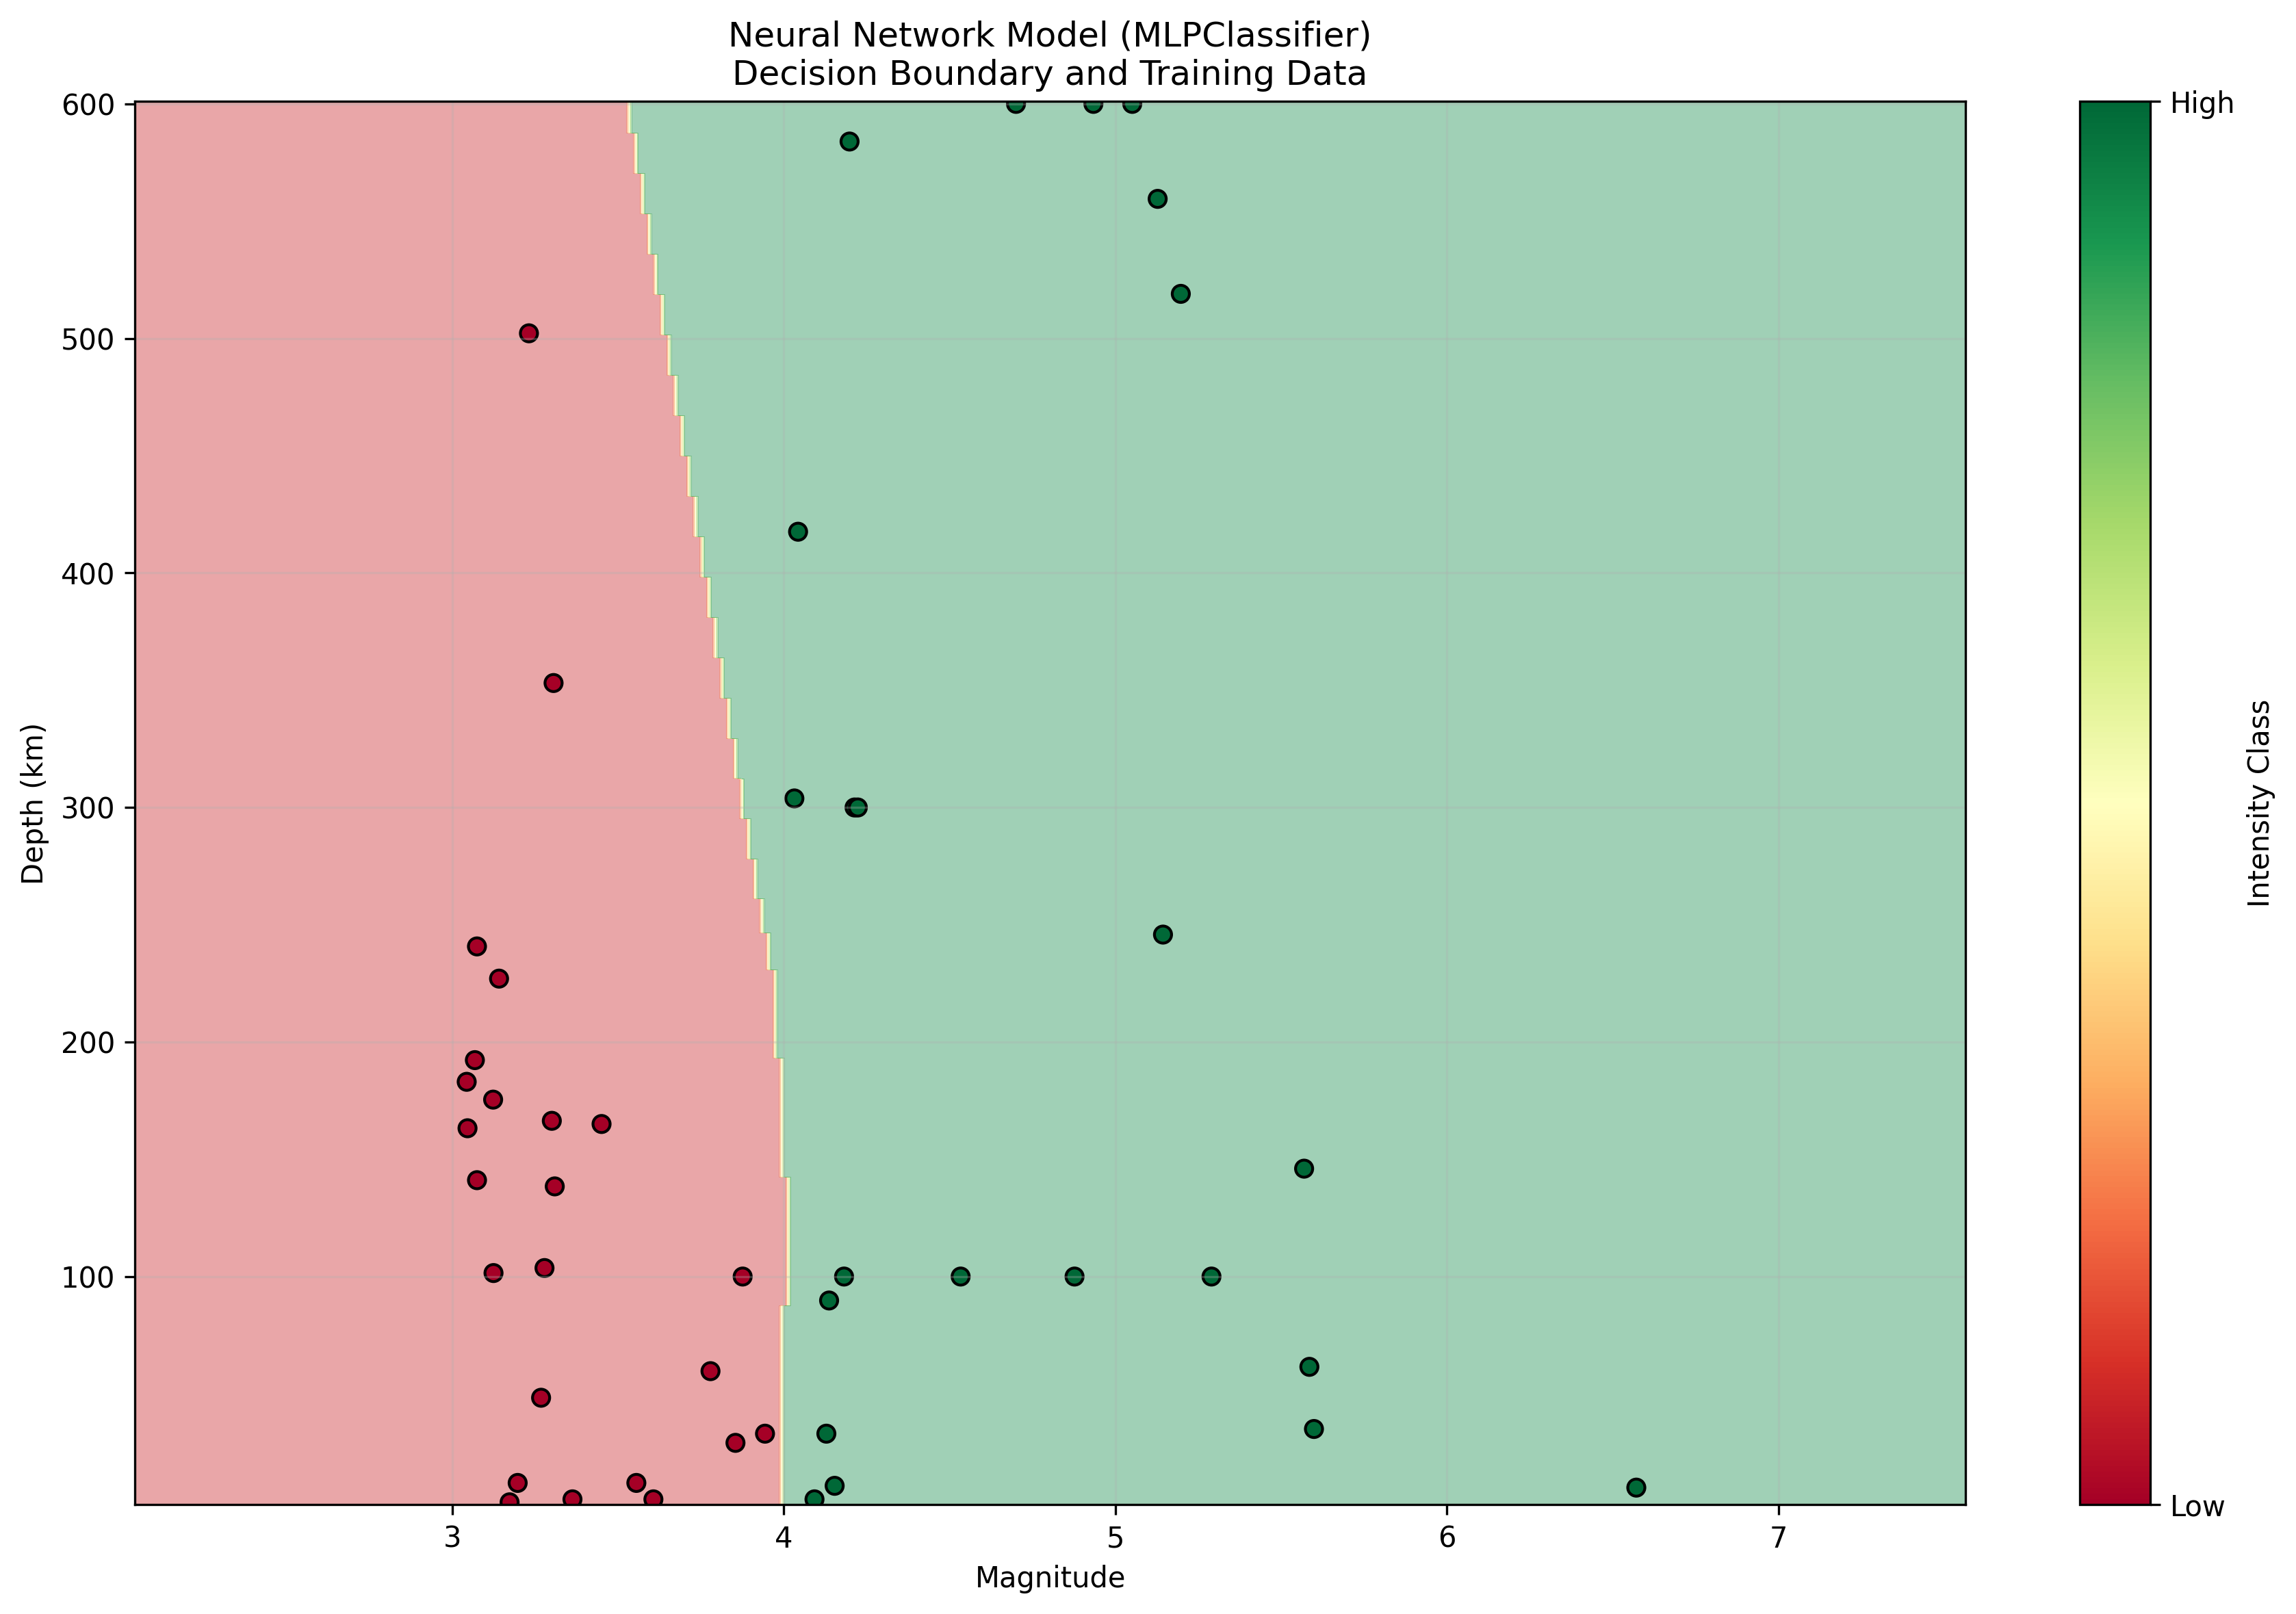 Neural Network Model (MLPClassifier)
Decision Boundary and Training Data
600
500
400
300
200
100
Depth (km)
3
4
5
6
7
Magnitude
High
Low
Intensity Class